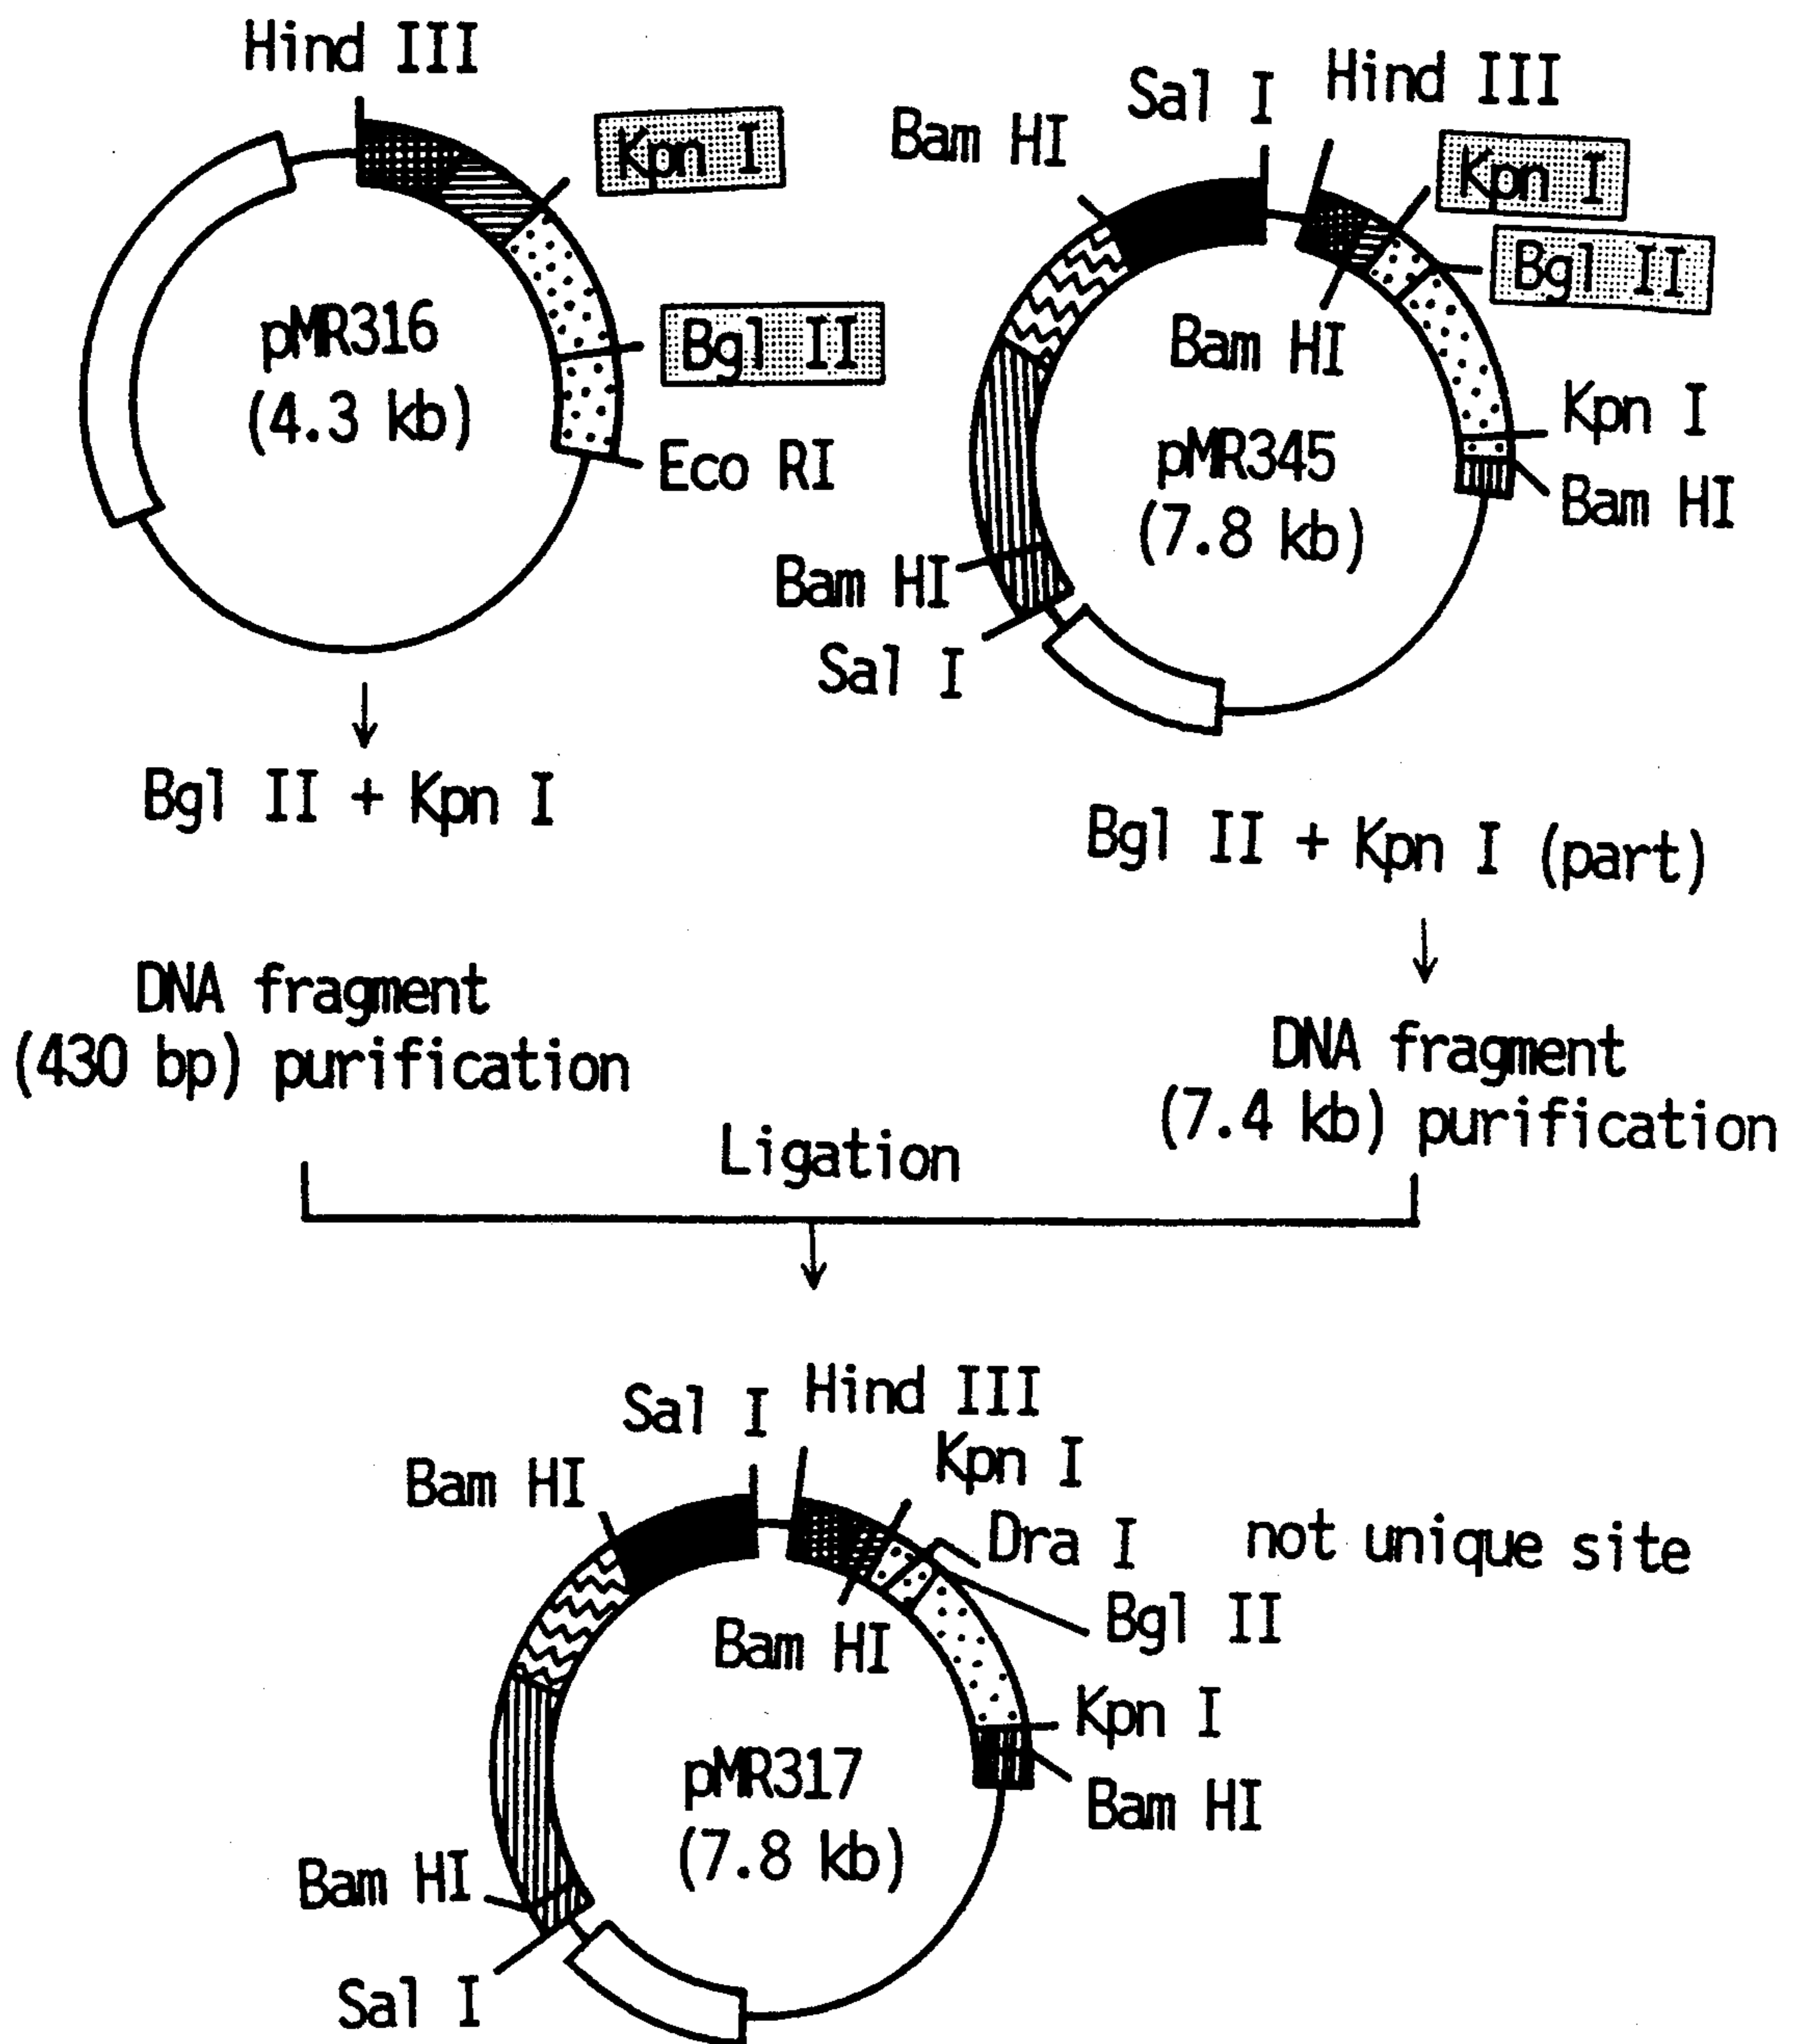 Hind III
Kpn I
pMR316
(4.3 kb)
Bgl II
Eco RI
Bgl II + Kpn I
DNA fragment
(430 bp) purification
Sal I
Hind III
Bam HI
Kpn I
Bgl II
Bam HI
Kpn I
pMR345
(7.8 kb)
Bam HI
Bam HI
Sal I
Bgl II + Kpn I (part)
DNA fragment
(7.4 kb) purification
Ligation
Sal I
Hind III
Kpn I
Bam HI
Dra I
not unique site
Bgl II
Bam HI
Kpn I
pMR317
(7.8 kb)
Bam HI
Bam HI
Sal I